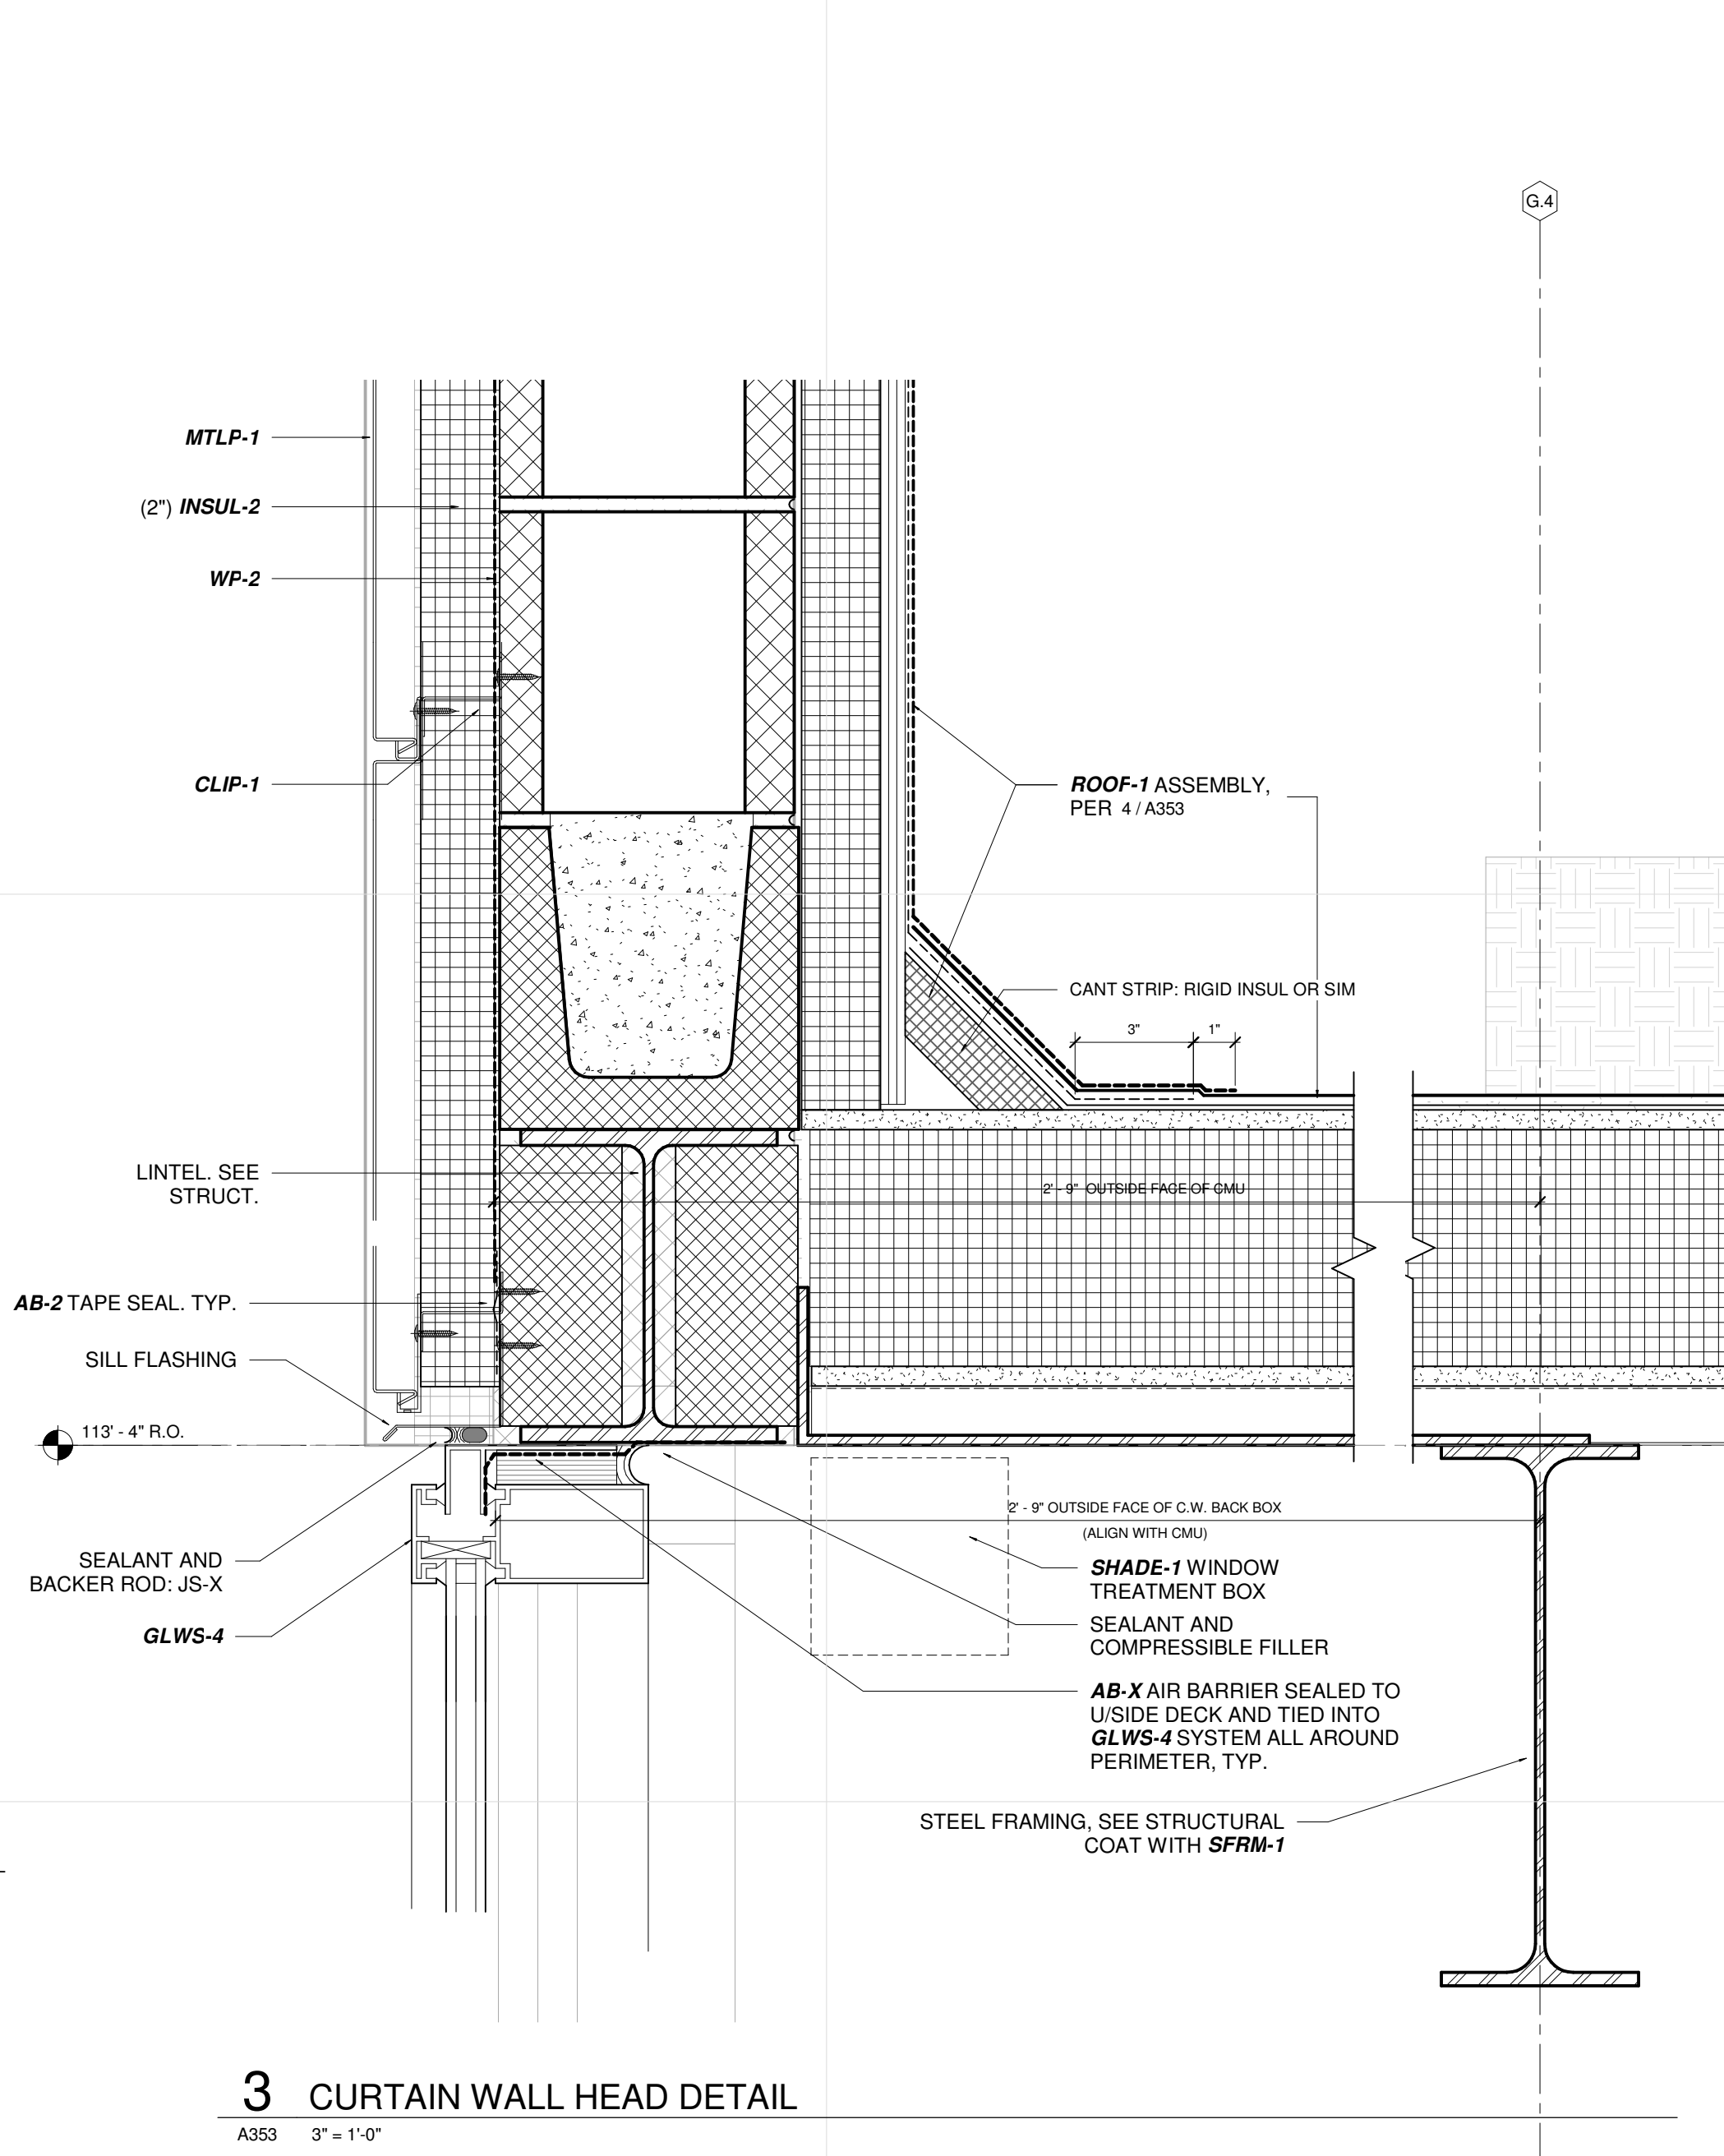 G.4
MTLP-1
(2") INSUL-2
WP-2
CLIP-1
ROOF-1 ASSEMBLY,
PER 4 / A353
CANT STRIP: RIGID INSUL OR SIM
3" 1"
LINTEL. SEE
STRUCT.
2' - 9" OUTSIDE FACE OF CMU
AB-2 TAPE SEAL. TYP.
SILL FLASHING
113' - 4" R.O.
2' - 9" OUTSIDE FACE OF C.W. BACK BOX
(ALIGN WITH CMU)
SEALANT AND
BACKER ROD: JS-X
GLWS-4
SHADE-1 WINDOW
TREATMENT BOX
SEALANT AND
COMPRESSIBLE FILLER
AB-X AIR BARRIER SEALED TO
U/SIDE DECK AND TIED INTO
GLWS-4 SYSTEM ALL AROUND
PERIMETER, TYP.
STEEL FRAMING, SEE STRUCTURAL
COAT WITH SFRM-1
3 CURTAIN WALL HEAD DETAIL
A353 3" = 1'-0"